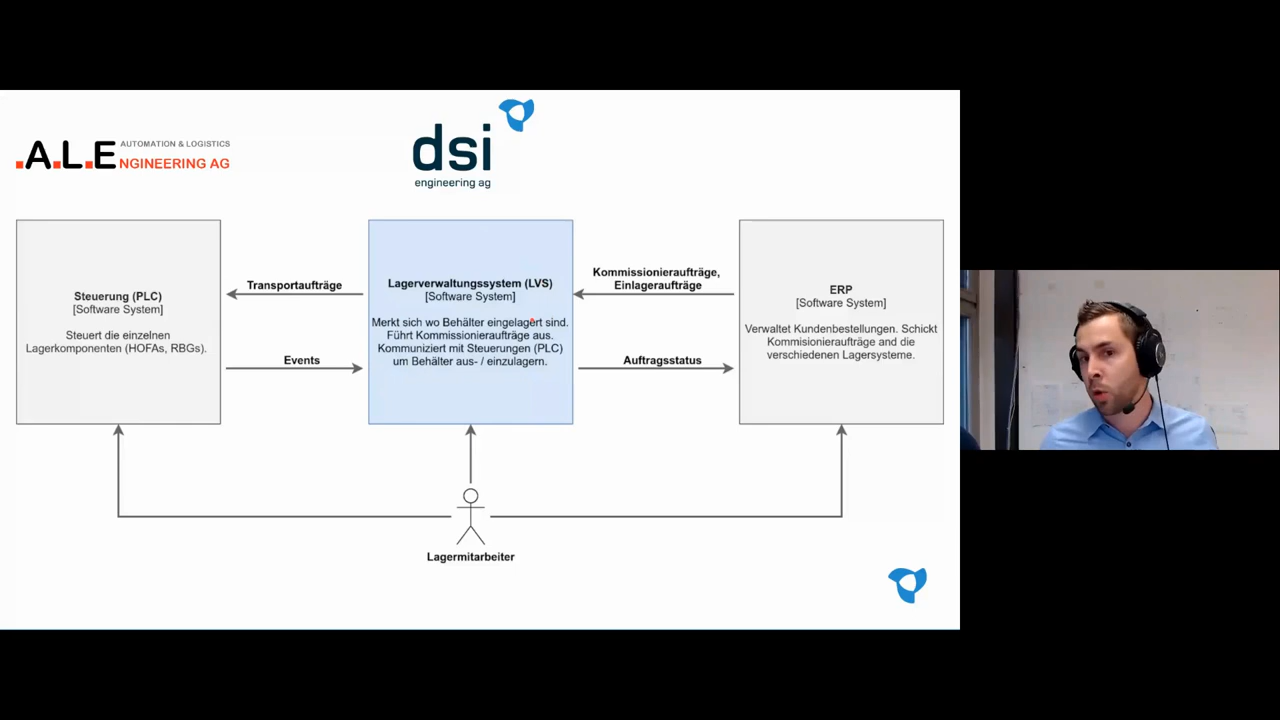 .A.L.E AUTOMATION & LOGISTICS
NGINEERING AG
dsi
engineering ag
Steuerung (PLC)
[Software System]
Steuert die einzelnen
Lagerkomponenten (HOFAs, RBGs).
Transportaufträge
Events
Lagerverwaltungssystem (LVS)
[Software System]
Merkt sich wo Behälter eingelagert sind.
Führt Kommissionieraufträge aus.
Kommuniziert mit Steuerungen (PLC)
um Behälter aus- / einzulagern.
Kommissionieraufträge,
Einlageraufträge
Auftragsstatus
ERP
[Software System]
Verwaltet Kundenbestellungen. Schickt
Kommisionieraufträge and die
verschiedenen Lagersysteme.
Lagermitarbeiter